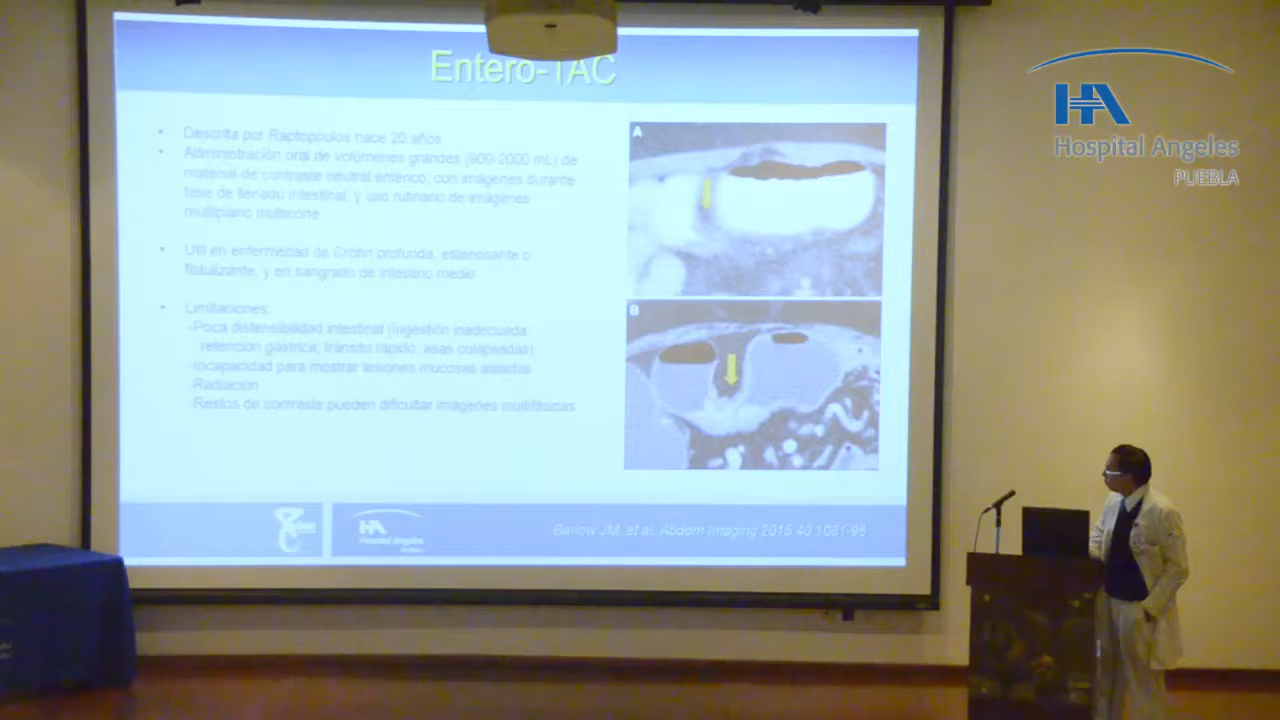 Entero-TAC
• Descrita por Raptopoulos hace 20 años
• Administración oral de volúmenes grandes (900-2000 mL) de
material de contraste neutral entérico, con imágenes durante
fase de llenado intestinal, y uso rutinario de imágenes
multiplano multicorte
• Util en enfermedad de Crohn profunda, estenosante o
fistulizante, y en sangrado de intestino medio
• Limitaciones:
-Poca distensibilidad intestinal (ingestión inadecuada,
retención gástrica, tránsito rápido, asas colapsadas)
-Incapacidad para mostrar lesiones mucosas aisladas
-Radiación
-Restos de contraste pueden dificultar imágenes multifásicas
A
B
HA
Hospital Angeles
Barlow JM, et al. Abdom Imaging 2015 40:1081-96
HA
Hospital Angeles
PUEBLA